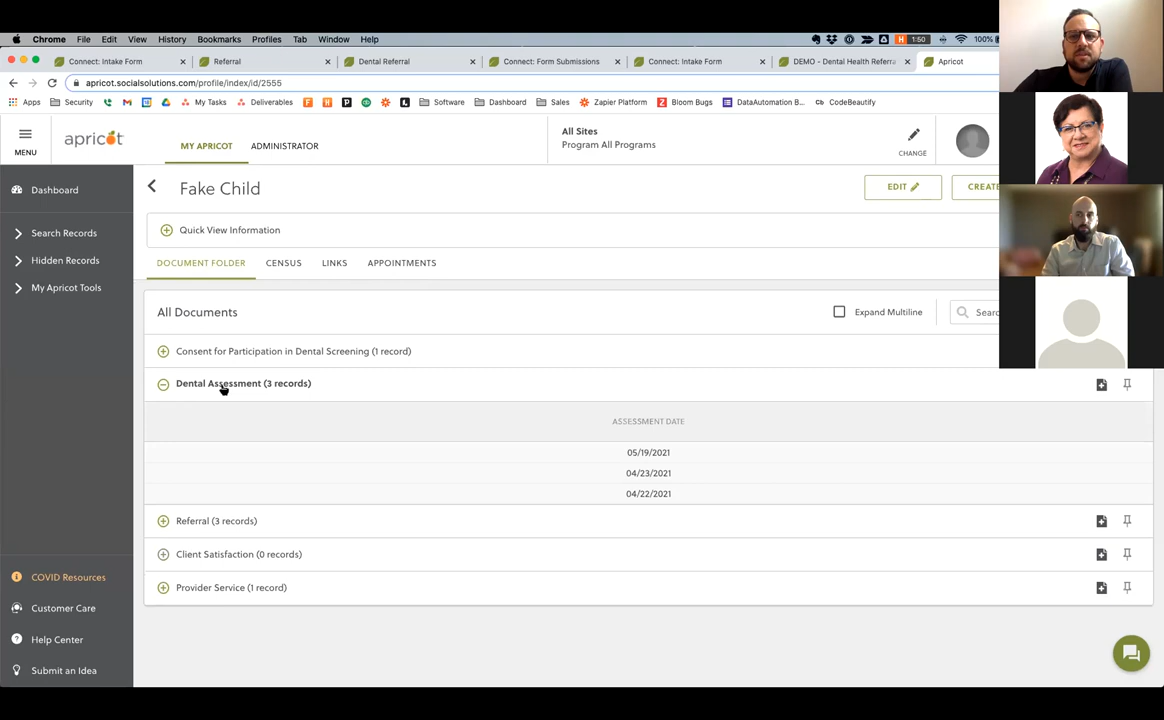 Chrome File Edit View History Bookmarks Profiles Tab Window Help H 1:50 100%
Connect: Intake Form × Referral × Dental Referral × Connect: Form Submissions × Connect: Intake Form × DEMO - Dental Health Referra × Apricot
apricot.socialsolutions.com/profile/index/id/2555
Apps Security My Tasks Deliverables Software Dashboard Sales Zapier Platform Bloom Bugs DataAutomation B... CodeBeautify
MENU
apricot
MY APRICOT
ADMINISTRATOR
All Sites
Program All Programs
CHANGE
Dashboard
Search Records
Hidden Records
My Apricot Tools
COVID Resources
Customer Care
Help Center
Submit an Idea
Fake Child
EDIT
CREATE
Quick View Information
DOCUMENT FOLDER CENSUS LINKS APPOINTMENTS
All Documents
Expand Multiline
Searc
Consent for Participation in Dental Screening (1 record)
Dental Assessment (3 records)
ASSESSMENT DATE
05/19/2021
04/23/2021
04/22/2021
Referral (3 records)
Client Satisfaction (0 records)
Provider Service (1 record)